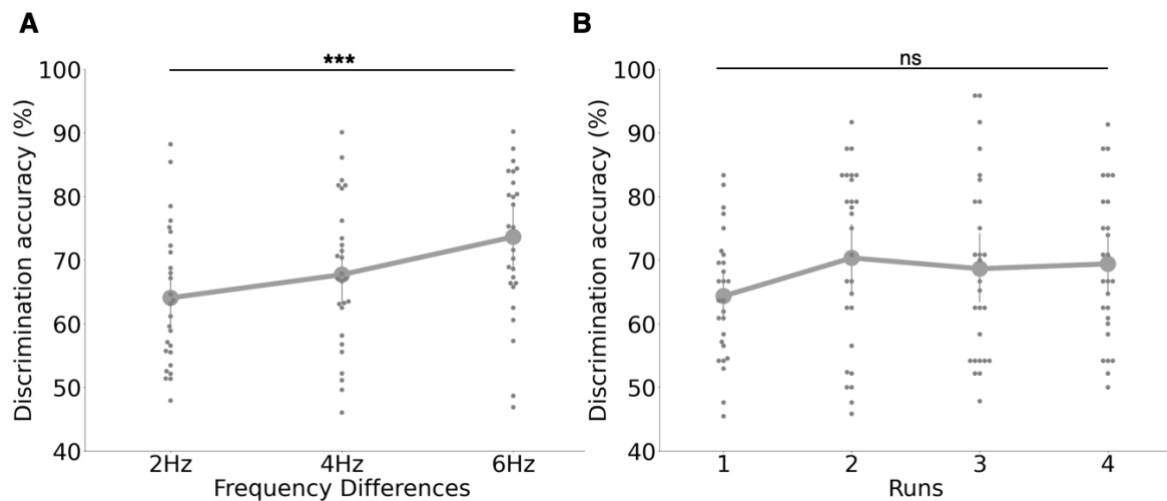 A
***
100
90
80
70
60
50
40
Discrimination accuracy (%)
2Hz 4Hz 6Hz
Frequency Differences
B
ns
100
90
80
70
60
50
40
Discrimination accuracy (%)
1 2 3 4
Runs